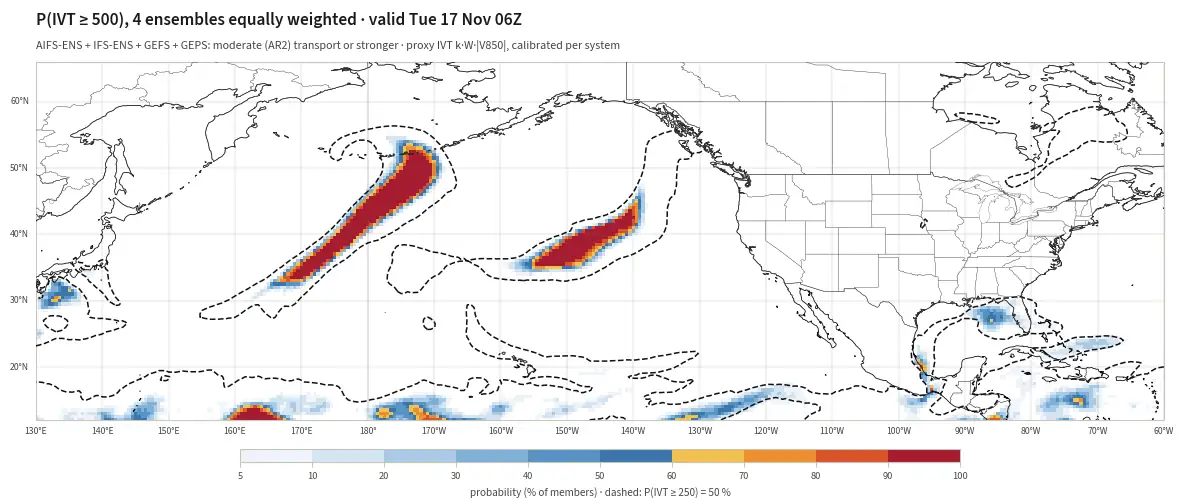 P(IVT ≥ 500), 4 ensembles equally weighted · valid Tue 17 Nov 06Z
AIFS-ENS + IFS-ENS + GEFS + GEPS: moderate (AR2) transport or stronger · proxy IVT k·W·|V850|, calibrated per system
60°N
50°N
40°N
30°N
20°N
130°E 140°E 150°E 160°E 170°E 180° 170°W 160°W 150°W 140°W 130°W 120°W 110°W 100°W 90°W 80°W 70°W 60°W
5 10 20 30 40 50 60 70 80 90 100
probability (% of members) · dashed: P(IVT ≥ 250) = 50 %